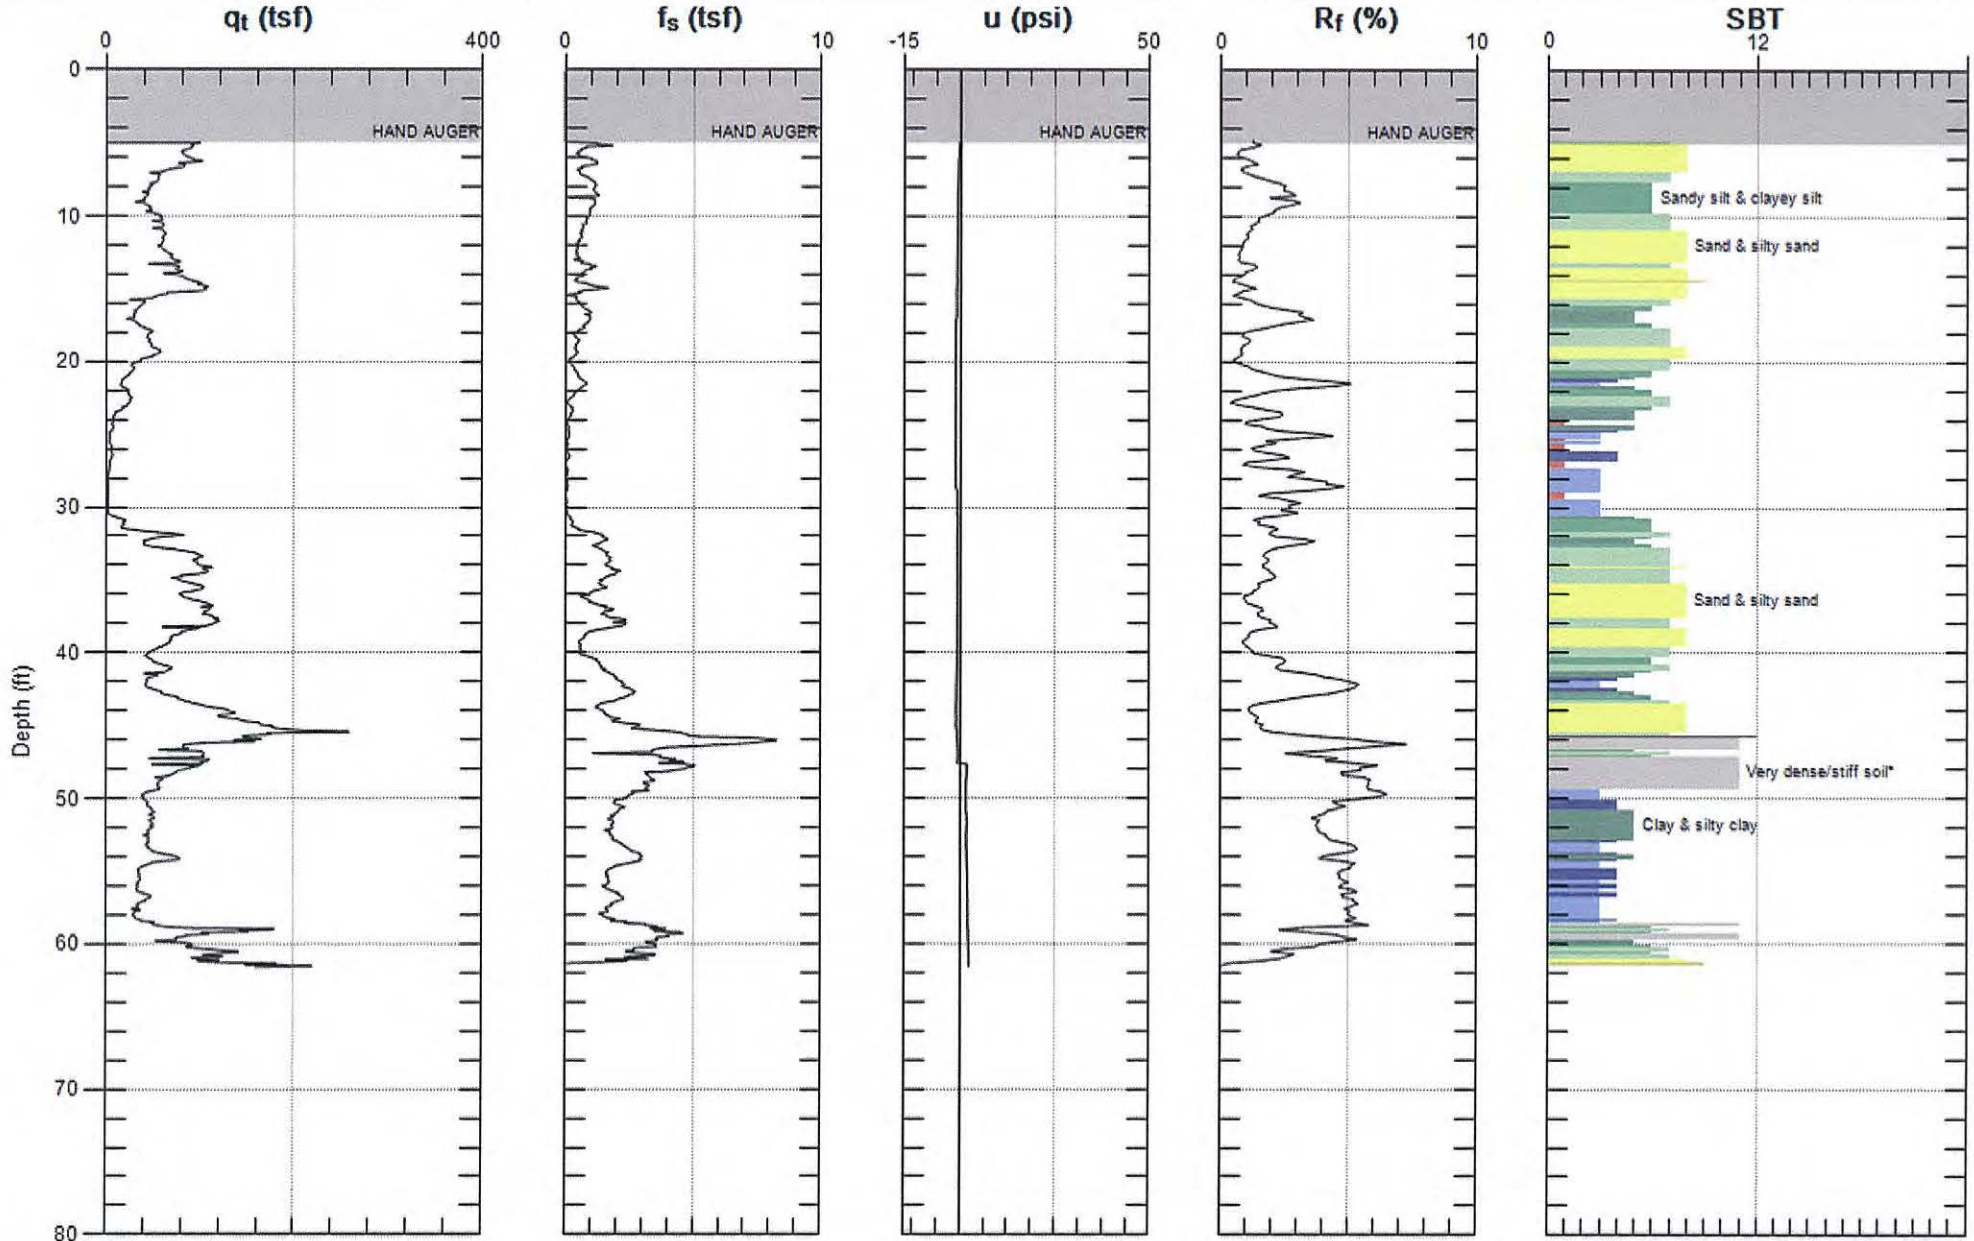 qt (tsf)
fs (tsf)
u (psi)
Rf (%)
SBT
0 400
0 10
-15 50
0 10
0 12
0
HAND AUGER
HAND AUGER
HAND AUGER
HAND AUGER
Sandy silt & clayey silt
10
Sand & silty sand
20
30
Sand & silty sand
40
Depth (ft)
Very dense/stiff soil*
50
Clay & silty clay
60
70
80